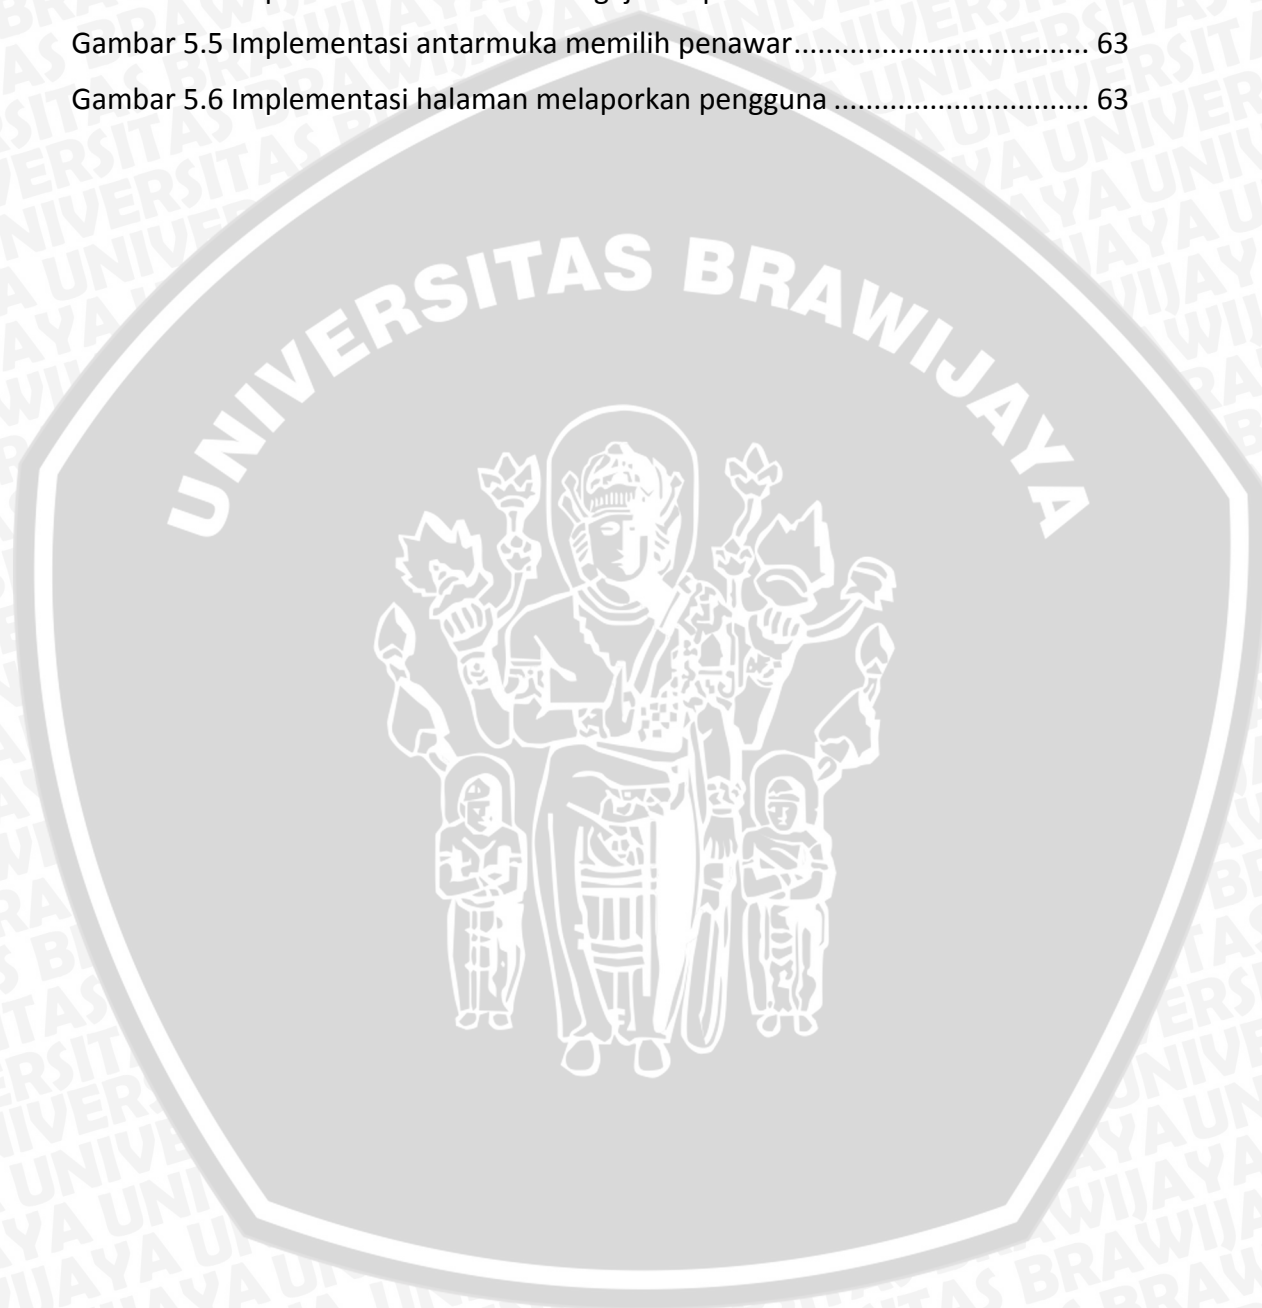 Gambar 5.5 Implementasi antarmuka memilih penawar..................................... 63
Gambar 5.6 Implementasi halaman melaporkan pengguna ................................ 63
UNIVERSITAS BRAWIJAYA